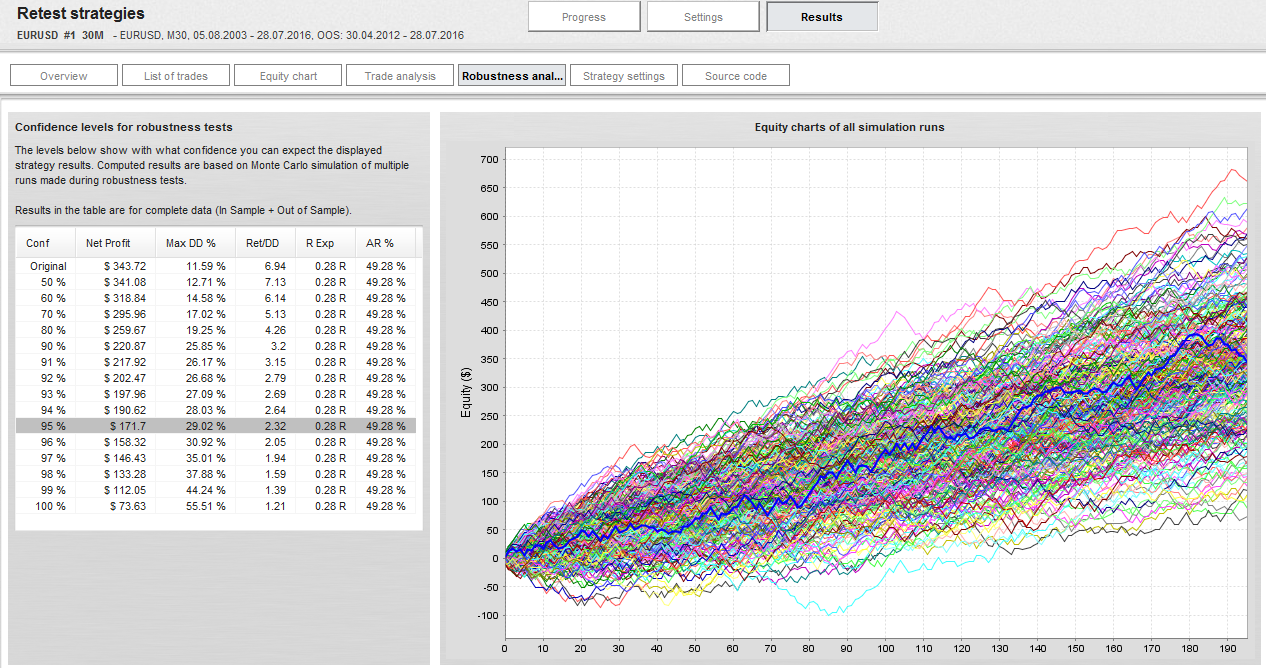 Retest strategies
EURUSD #1 30M - EURUSD, M30, 05.08.2003 - 28.07.2016, OOS: 30.04.2012 - 28.07.2016
Progress
Settings
Results
Overview
List of trades
Equity chart
Trade analysis
Robustness anal...
Strategy settings
Source code
Confidence levels for robustness tests
The levels below show with what confidence you can expect the displayed
strategy results. Computed results are based on Monte Carlo simulation of multiple
runs made during robustness tests.
Results in the table are for complete data (In Sample + Out of Sample).
Conf Net Profit Max DD % Ret/DD R Exp AR %
Original $ 343.72 11.59 % 6.94 0.28 R 49.28 %
50 % $ 341.08 12.71 % 7.13 0.28 R 49.28 %
60 % $ 318.84 14.58 % 6.14 0.28 R 49.28 %
70 % $ 295.96 17.02 % 5.13 0.28 R 49.28 %
80 % $ 259.67 19.25 % 4.26 0.28 R 49.28 %
90 % $ 220.87 25.85 % 3.2 0.28 R 49.28 %
91 % $ 217.92 26.17 % 3.15 0.28 R 49.28 %
92 % $ 202.47 26.68 % 2.79 0.28 R 49.28 %
93 % $ 197.96 27.09 % 2.69 0.28 R 49.28 %
94 % $ 190.62 28.03 % 2.64 0.28 R 49.28 %
95 % $ 171.7 29.02 % 2.32 0.28 R 49.28 %
96 % $ 158.32 30.92 % 2.05 0.28 R 49.28 %
97 % $ 146.43 35.01 % 1.94 0.28 R 49.28 %
98 % $ 133.28 37.88 % 1.59 0.28 R 49.28 %
99 % $ 112.05 44.24 % 1.39 0.28 R 49.28 %
100 % $ 73.63 55.51 % 1.21 0.28 R 49.28 %
Equity charts of all simulation runs
Equity ($)
700
650
600
550
500
450
400
350
300
250
200
150
100
50
0
-50
-100
0 10 20 30 40 50 60 70 80 90 100 110 120 130 140 150 160 170 180 190